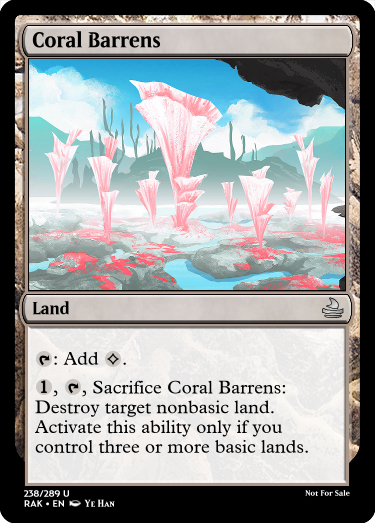 Coral Barrens
Land
: Add .
1, , Sacrifice Coral Barrens:
Destroy target nonbasic land.
Activate this ability only if you
control three or more basic lands.
238/289 U
Not For Sale
RAK • EN Ye Han